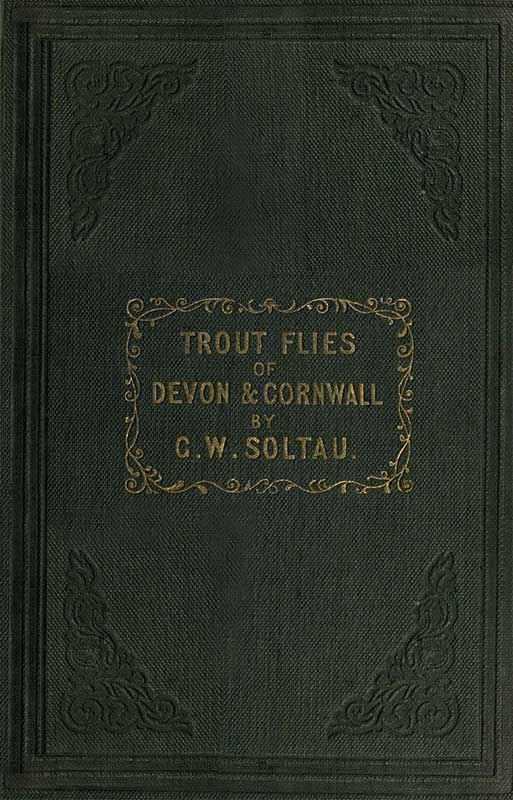 TROUT FLIES
OF
DEVON & CORNWALL
BY
G. W. SOLTAU.